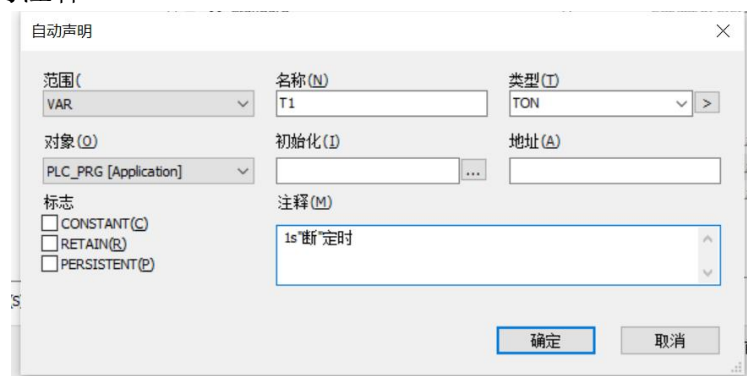 自动声明
范围( 名称(N) 类型(T)
VAR T1 TON >
对象(O) 初始化(I) 地址(A)
PLC_PRG [Application] ...
标志 注释(M)
CONSTANT(C)
RETAIN(R)
PERSISTENT(P)
1s"断"定时
确定 取消